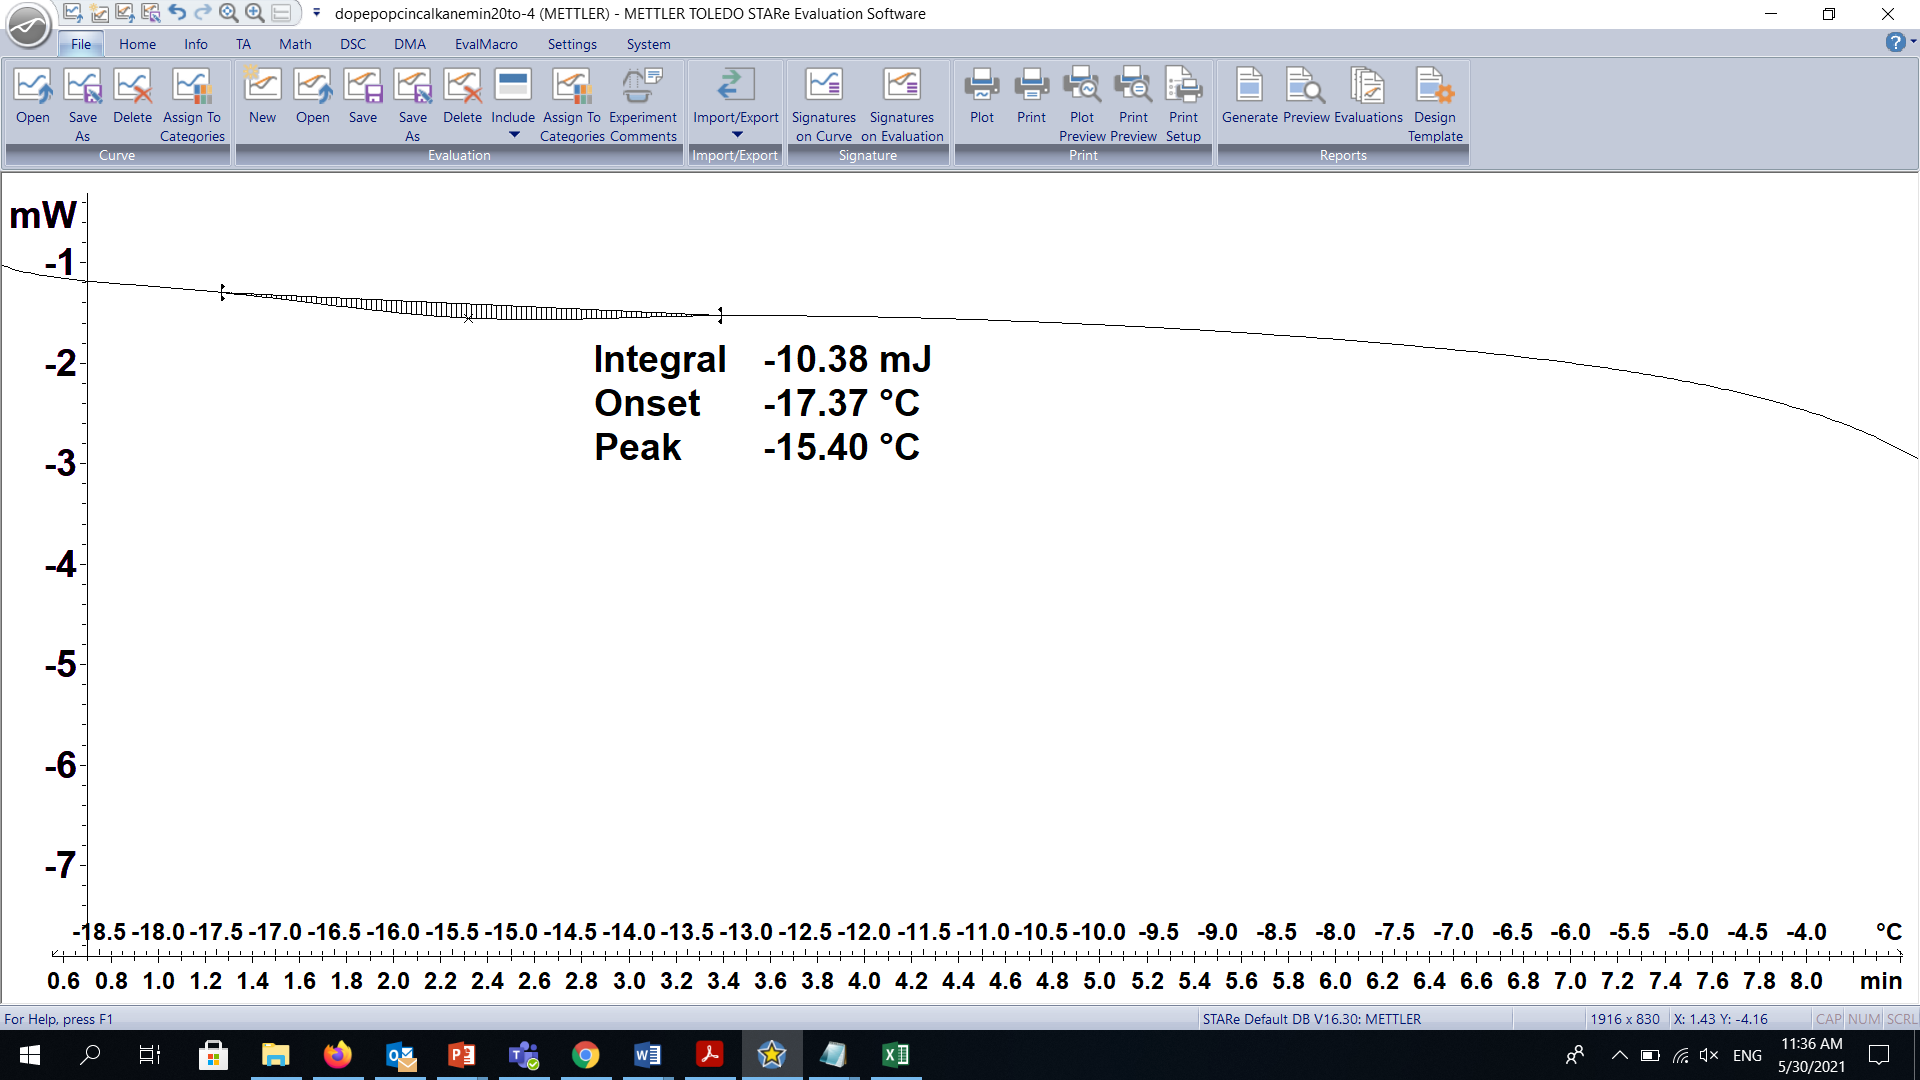 dopepopcincalkanemin20to-4 (METTLER) - METTLER TOLEDO STARe Evaluation Software
File Home Info TA Math DSC DMA EvalMacro Settings System
Open Save As Delete Assign To Categories New Open Save Save As Delete Include Assign To Categories Experiment Comments Import/Export Signatures on Curve Signatures on Evaluation Plot Print Plot Preview Print Preview Print Setup Generate Preview Evaluations Design Template
Curve Evaluation Import/Export Signature Print Reports
mW
-1
-2
Integral -10.38 mJ
Onset -17.37 °C
Peak -15.40 °C
-3
-4
-5
-6
-7
-18.5 -18.0 -17.5 -17.0 -16.5 -16.0 -15.5 -15.0 -14.5 -14.0 -13.5 -13.0 -12.5 -12.0 -11.5 -11.0 -10.5 -10.0 -9.5 -9.0 -8.5 -8.0 -7.5 -7.0 -6.5 -6.0 -5.5 -5.0 -4.5 -4.0 °C
0.6 0.8 1.0 1.2 1.4 1.6 1.8 2.0 2.2 2.4 2.6 2.8 3.0 3.2 3.4 3.6 3.8 4.0 4.2 4.4 4.6 4.8 5.0 5.2 5.4 5.6 5.8 6.0 6.2 6.4 6.6 6.8 7.0 7.2 7.4 7.6 7.8 8.0 min
For Help, press F1 STARe Default DB V16.30: METTLER 1916 x 830 X: 1.43 Y: -4.16 CAP NUM SCRL
ENG 11:36 AM
5/30/2021